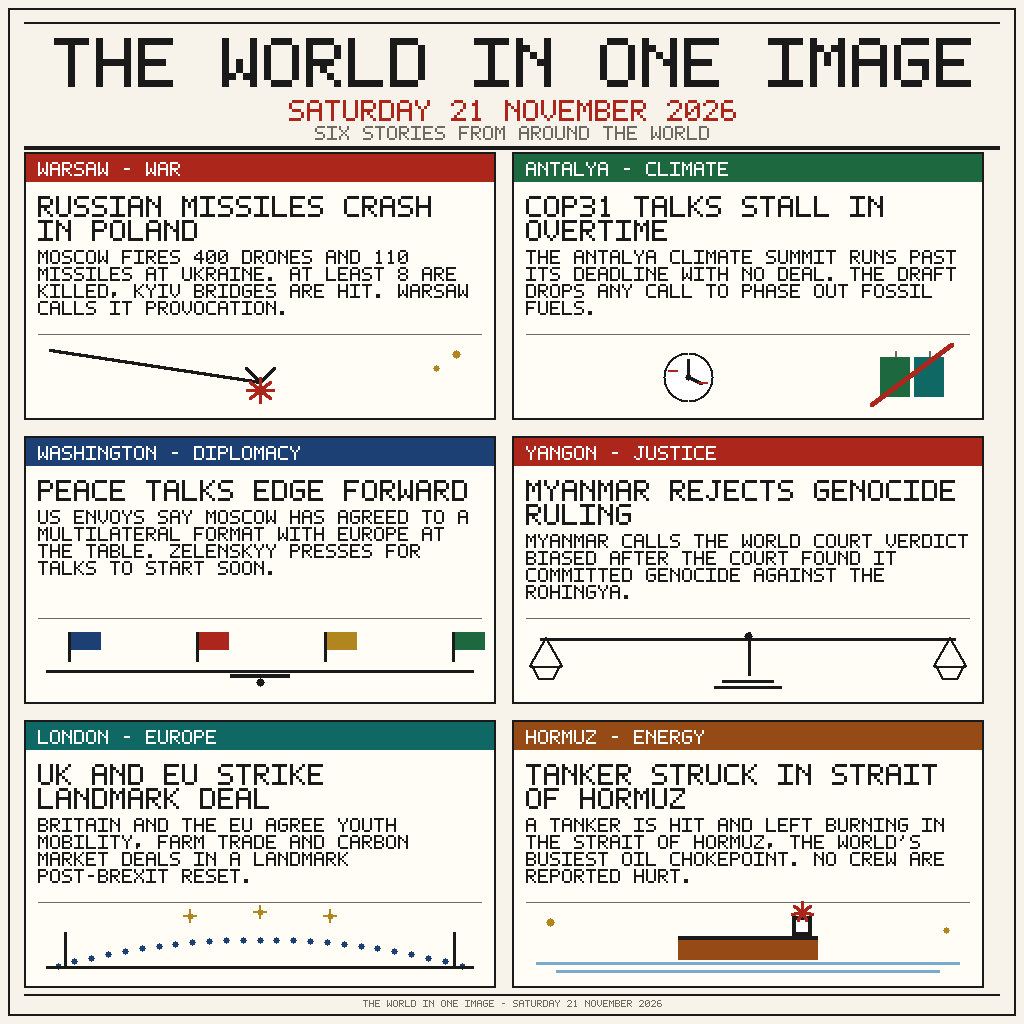 THE WORLD IN ONE IMAGE
SATURDAY 21 NOVEMBER 2026
SIX STORIES FROM AROUND THE WORLD
WARSAW - WAR
RUSSIAN MISSILES CRASH
IN POLAND
MOSCOW FIRES 400 DRONES AND 110
MISSILES AT UKRAINE. AT LEAST 8 ARE
KILLED, KYIV BRIDGES ARE HIT. WARSAW
CALLS IT PROVOCATION.
ANTALYA - CLIMATE
COP31 TALKS STALL IN
OVERTIME
THE ANTALYA CLIMATE SUMMIT RUNS PAST
ITS DEADLINE WITH NO DEAL. THE DRAFT
DROPS ANY CALL TO PHASE OUT FOSSIL
FUELS.
WASHINGTON - DIPLOMACY
PEACE TALKS EDGE FORWARD
US ENVOYS SAY MOSCOW HAS AGREED TO A
MULTILATERAL FORMAT WITH EUROPE AT
THE TABLE. ZELENSKYY PRESSES FOR
TALKS TO START SOON.
YANGON - JUSTICE
MYANMAR REJECTS GENOCIDE
RULING
MYANMAR CALLS THE WORLD COURT VERDICT
BIASED AFTER THE COURT FOUND IT
COMMITTED GENOCIDE AGAINST THE
ROHINGYA.
LONDON - EUROPE
UK AND EU STRIKE
LANDMARK DEAL
BRITAIN AND THE EU AGREE YOUTH
MOBILITY, FARM TRADE AND CARBON
MARKET DEALS IN A LANDMARK
POST-BREXIT RESET.
HORMUZ - ENERGY
TANKER STRUCK IN STRAIT
OF HORMUZ
A TANKER IS HIT AND LEFT BURNING IN
THE STRAIT OF HORMUZ, THE WORLD'S
BUSIEST OIL CHOKEPOINT. NO CREW ARE
REPORTED HURT.
THE WORLD IN ONE IMAGE - SATURDAY 21 NOVEMBER 2026